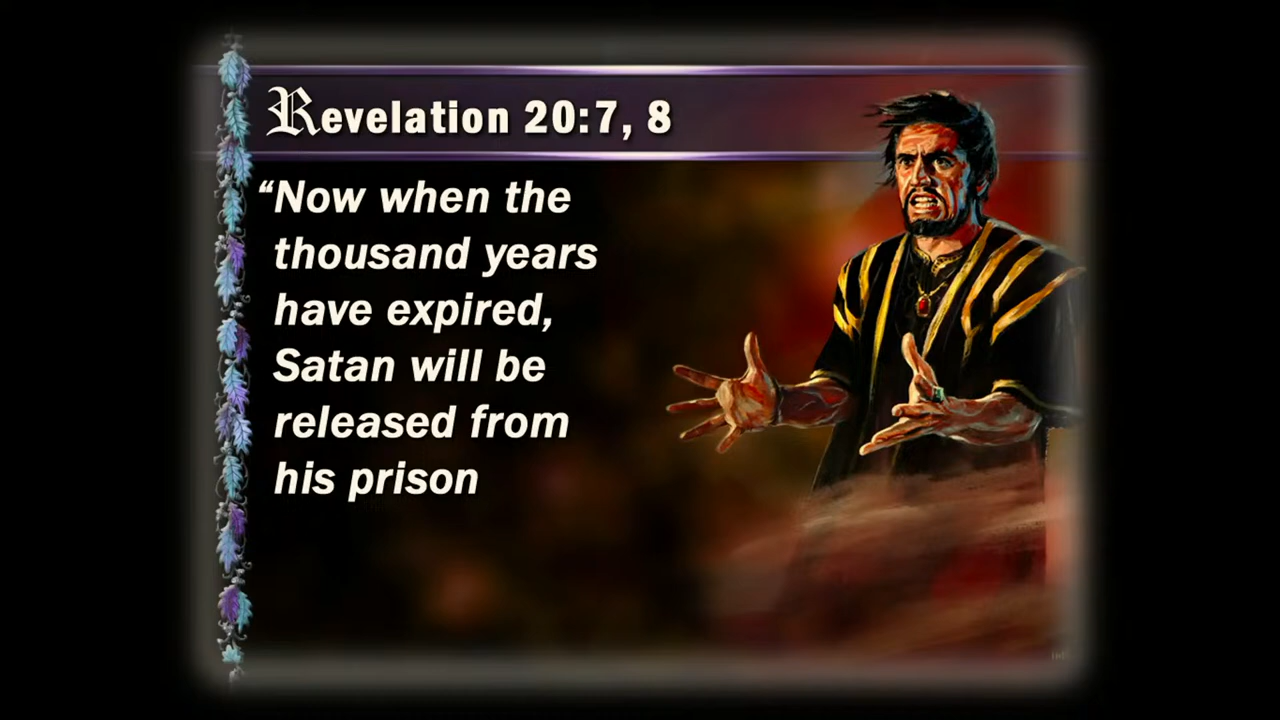 Revelation 20:7, 8
“Now when the
thousand years
have expired,
Satan will be
released from
his prison